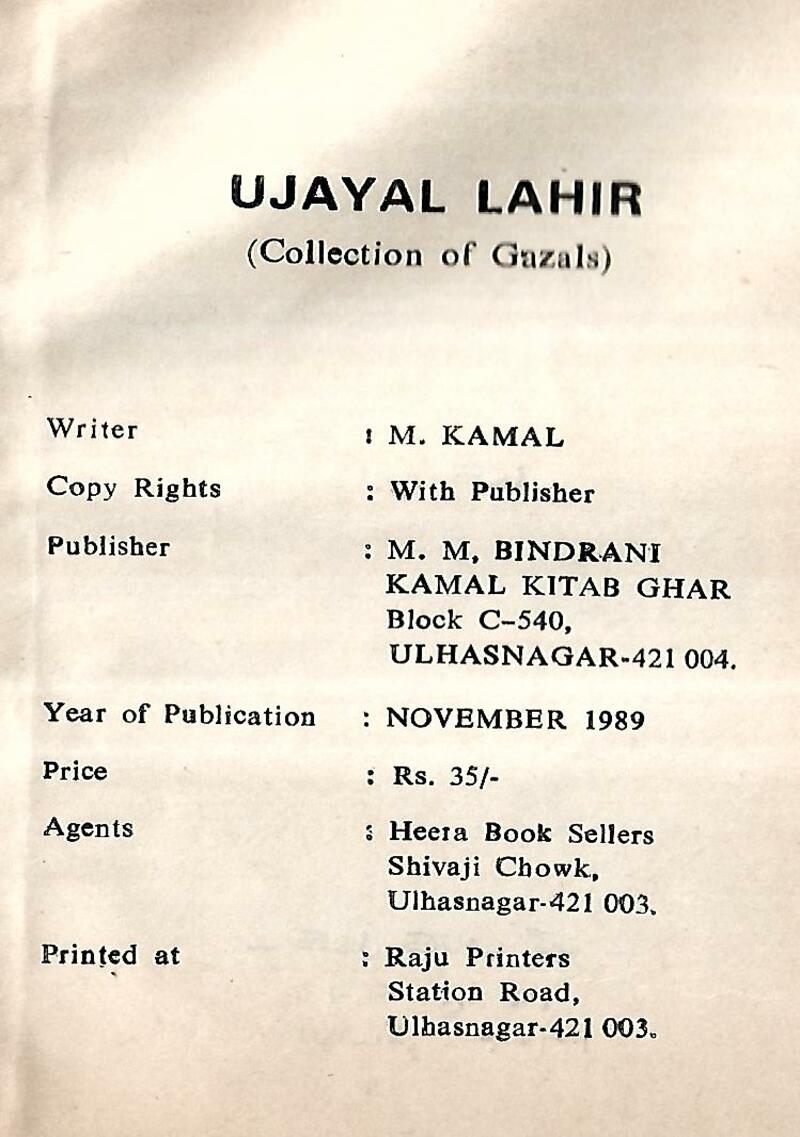 UJAYAL LAHIR
(Collection of Gazals)
Writer : M. KAMAL
Copy Rights : With Publisher
Publisher : M. M, BINDRANI
KAMAL KITAB GHAR
Block C-540,
ULHASNAGAR-421 004.
Year of Publication : NOVEMBER 1989
Price : Rs. 35/-
Agents : Heera Book Sellers
Shivaji Chowk,
Ulhasnagar-421 003.
Printed at : Raju Printers
Station Road,
Ulhasnagar-421 003.